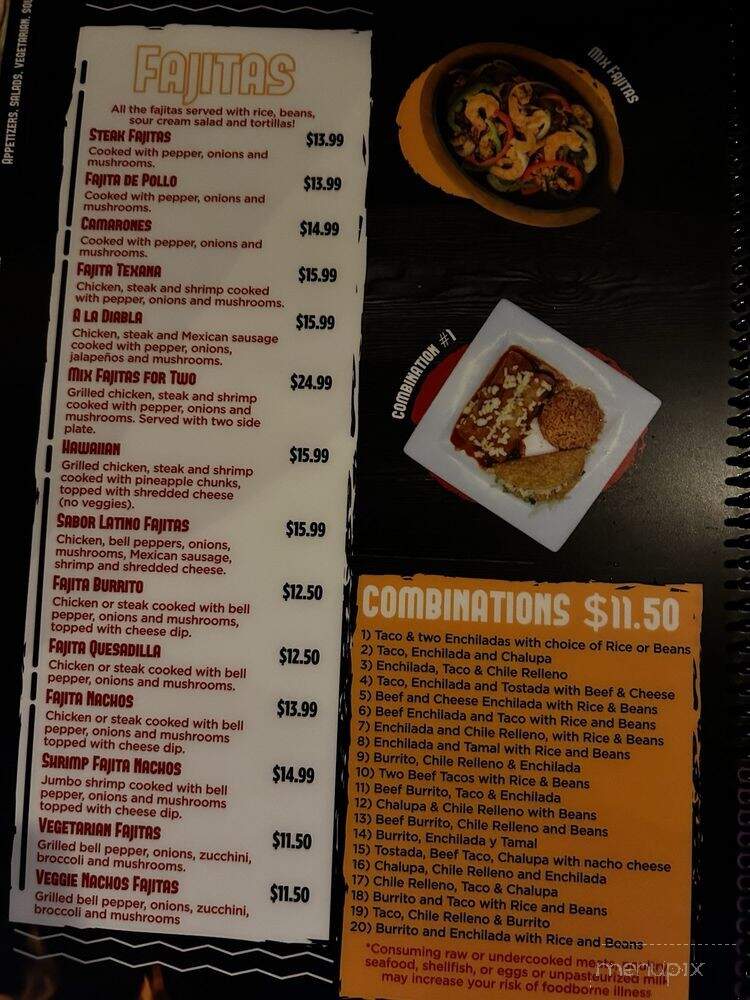 APPETIZERS, SALADS, VEGETARIAN, SOU
FAJITAS
All the fajitas served with rice, beans,
sour cream salad and tortillas!
STEAK FAJITAS $13.99
Cooked with pepper, onions and
mushrooms.
FAJITA DE POLLO $13.99
Cooked with pepper, onions and
mushrooms.
CAMARONES $14.99
Cooked with pepper, onions and
mushrooms.
FAJITA TEXANA $15.99
Chicken, steak and shrimp cooked
with pepper, onions and mushrooms.
A LA DIABLA $15.99
Chicken, steak and Mexican sausage
cooked with pepper, onions,
jalapeños and mushrooms.
MIX FAJITAS FOR TWO $24.99
Grilled chicken, steak and shrimp
cooked with pepper, onions and
mushrooms. Served with two side
plate.
HAWAIIAN $15.99
Grilled chicken, steak and shrimp
cooked with pineapple chunks,
topped with shredded cheese
(no veggies).
SABOR LATINO FAJITAS $15.99
Chicken, bell peppers, onions,
mushrooms, Mexican sausage,
shrimp and shredded cheese.
FAJITA BURRITO $12.50
Chicken or steak cooked with bell
pepper, onions and mushrooms,
topped with cheese dip.
FAJITA QUESADILLA $12.50
Chicken or steak cooked with bell
pepper, onions and mushrooms.
FAJITA NACHOS $13.99
Chicken or steak cooked with bell
pepper, onions and mushrooms
topped with cheese dip.
SHRIMP FAJITA NACHOS $14.99
Jumbo shrimp cooked with bell
pepper, onions and mushrooms
topped with cheese dip.
VEGETARIAN FAJITAS $11.50
Grilled bell pepper, onions, zucchini,
broccoli and mushrooms.
VEGGIE NACHOS FAJITAS $11.50
Grilled bell pepper, onions, zucchini,
broccoli and mushrooms
MIX FAJITAS
COMBINATION #1
COMBINATIONS $11.50
1) Taco & two Enchiladas with choice of Rice or Beans
2) Taco, Enchilada and Chalupa
3) Enchilada, Taco & Chile Relleno
4) Taco, Enchilada and Tostada with Beef & Cheese
5) Beef and Cheese Enchilada with Rice & Beans
6) Beef Enchilada and Taco with Rice and Beans
7) Enchilada and Chile Relleno, with Rice & Beans
8) Enchilada and Tamal with Rice and Beans
9) Burrito, Chile Relleno & Enchilada
10) Two Beef Tacos with Rice & Beans
11) Beef Burrito, Taco & Enchilada
12) Chalupa & Chile Relleno with Beans
13) Beef Burrito, Chile Relleno and Beans
14) Burrito, Enchilada y Tamal
15) Tostada, Beef Taco, Chalupa with nacho cheese
16) Chalupa, Chile Relleno and Enchilada
17) Chile Relleno, Taco & Chalupa
18) Burrito and Taco with Rice and Beans
19) Taco, Chile Relleno & Burrito
20) Burrito and Enchilada with Rice and Beans
*Consuming raw or undercooked meats, poultry,
seafood, shellfish, or eggs or unpasteurized milk
may increase your risk of foodborne illness
menupix